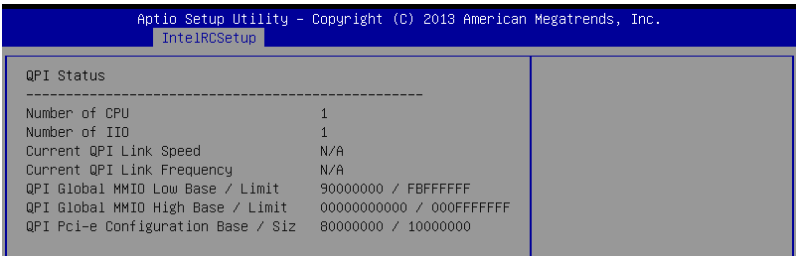 Aptio Setup Utility – Copyright (C) 2013 American Megatrends, Inc.
IntelRCSetup
QPI Status
------------------------------------------------
Number of CPU 1
Number of IIO 1
Current QPI Link Speed N/A
Current QPI Link Frequency N/A
QPI Global MMIO Low Base / Limit 90000000 / FBFFFFFF
QPI Global MMIO High Base / Limit 00000000000 / 000FFFFFFF
QPI Pci-e Configuration Base / Siz 80000000 / 10000000